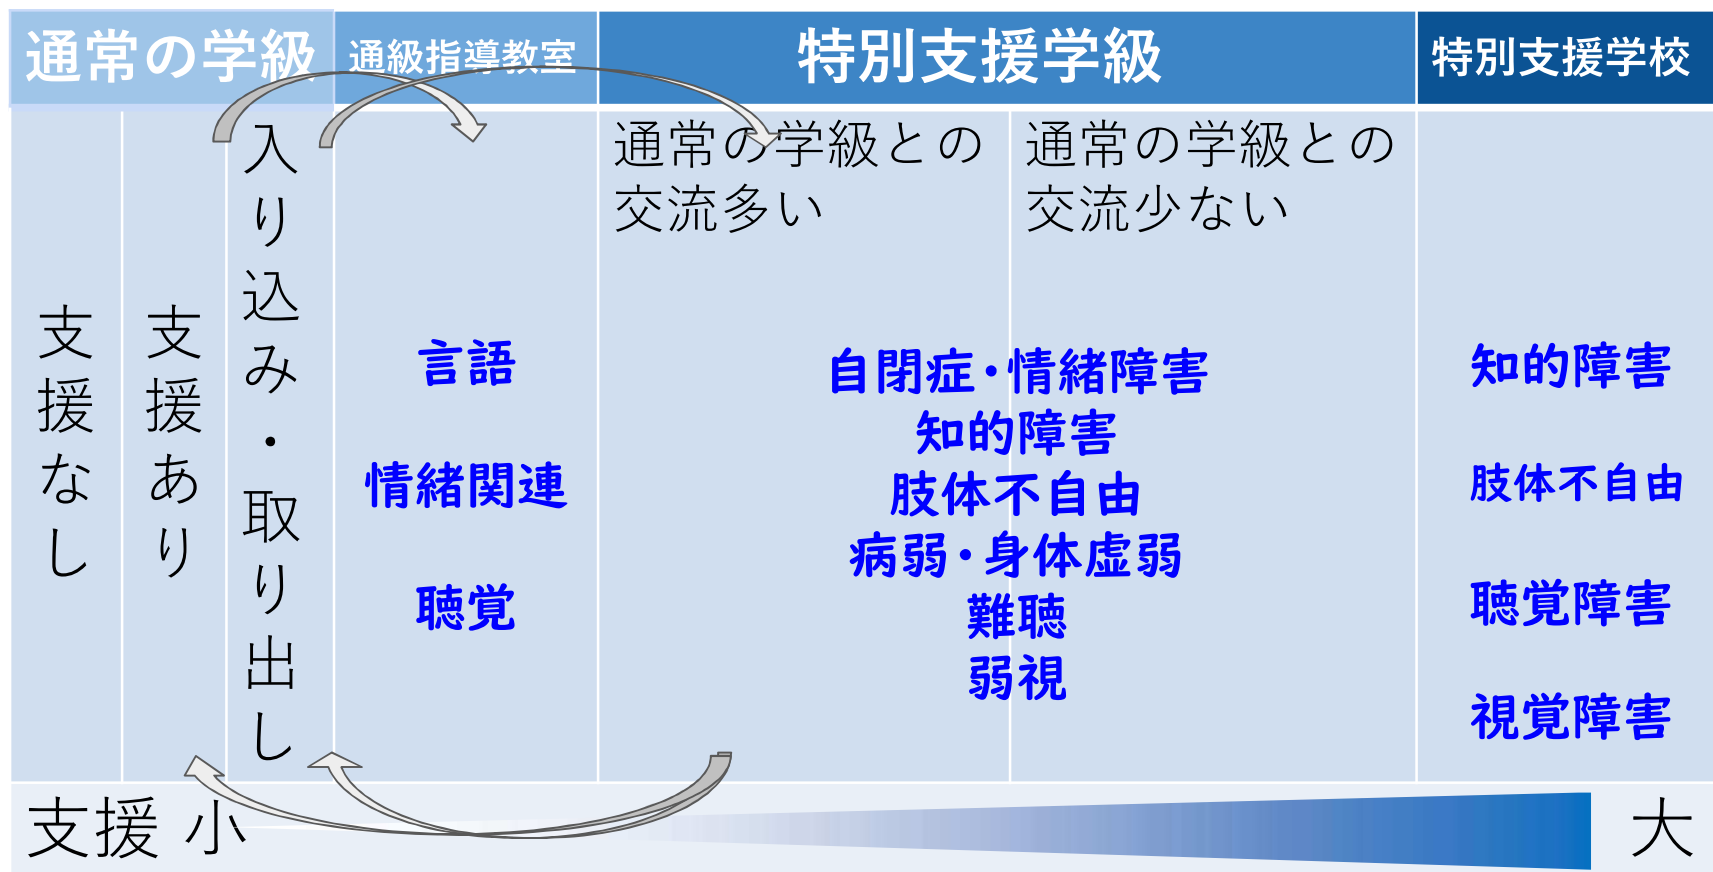 通常の学級
通級指導教室
特別支援学級
特別支援学校
支援なし
支援あり
入り込み・取り出し
言語
情緒関連
聴覚
通常の学級との
交流多い
通常の学級との
交流少ない
自閉症・情緒障害
知的障害
肢体不自由
病弱・身体虚弱
難聴
弱視
知的障害
肢体不自由
聴覚障害
視覚障害
支援 小
大